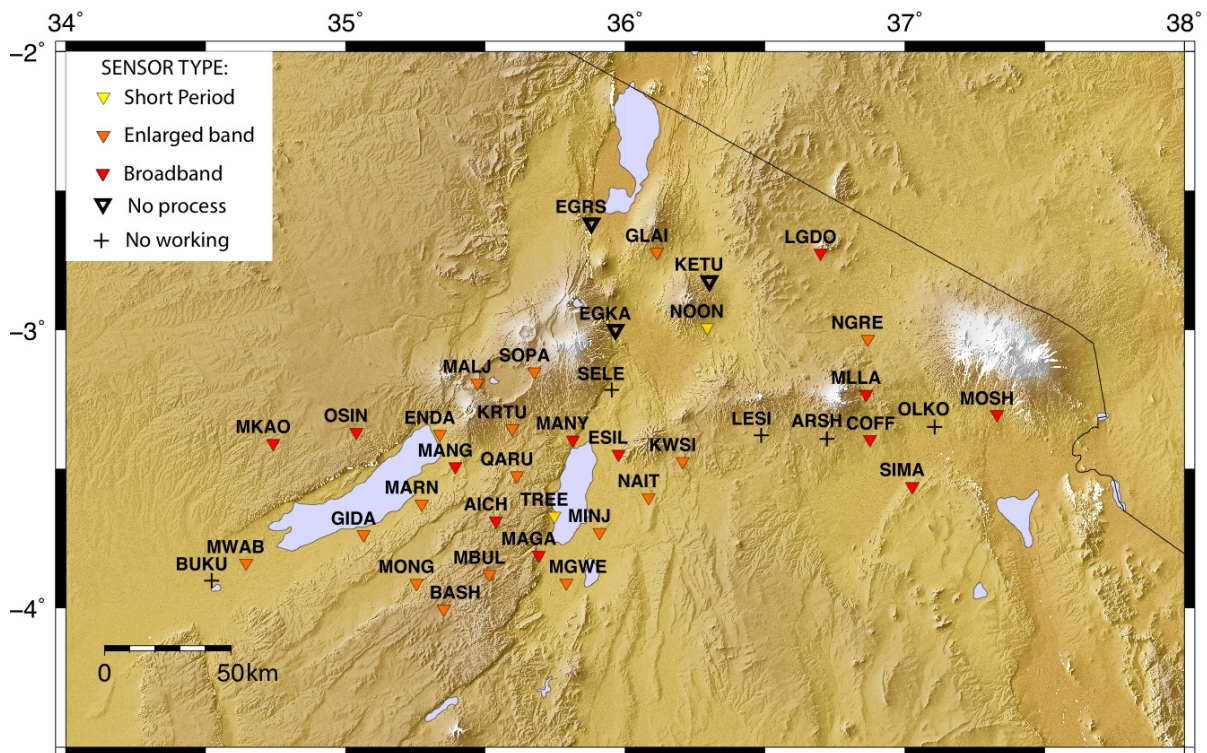 34° 35° 36° 37° 38°
−2°
SENSOR TYPE:
Short Period
Enlarged band
Broadband
No process
No working
EGRS
GLAI
LGDO
KETU
NOON
−3°
EGKA
NGRE
SOPA
MALJ
SELE
MLLA
MOSH
OLKO
MKAO
OSIN
ENDA
KRTU
MANY
LESI
ARSH
COFF
ESIL
KWSI
MANG
QARU
SIMA
MARN
NAIT
AICH
TREE
GIDA
MINJ
MAGA
MWAB
BUKU
MONG
MBUL
MGWE
BASH
−4°
0 50km